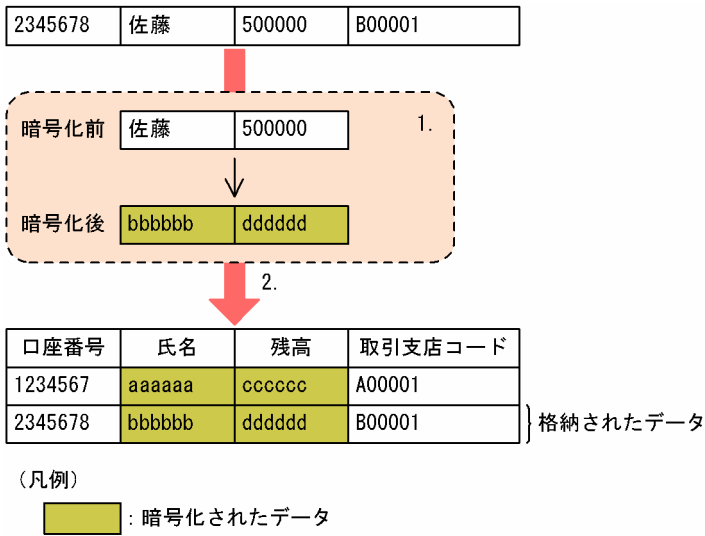 2345678 佐藤 500000 B00001
暗号化前 佐藤 500000 1.
暗号化後 bbbbbb dddddd
2.
口座番号 氏名 残高 取引支店コード
1234567 aaaaaa cccccc A00001
2345678 bbbbbb dddddd B00001 格納されたデータ
（凡例）
：暗号化されたデータ